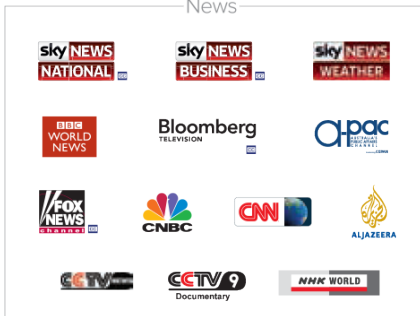 News
sky NEWS
NATIONAL
sky NEWS
BUSINESS
sky NEWS
WEATHER
BBC
WORLD
NEWS
Bloomberg
TELEVISION
a-pac
AUSTRALIA'S
PUBLIC AFFAIRS
CHANNEL
FOX
NEWS
channel
CNBC
CNN
ALJAZEERA
CCTV
CCTV 9
Documentary
NHK WORLD